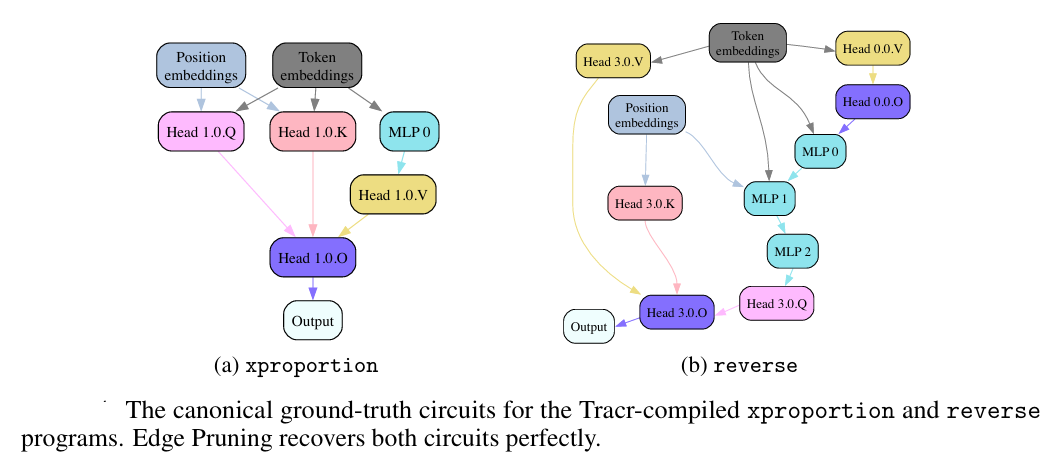 Position
embeddings
Token
embeddings
Head 1.0.Q
Head 1.0.K
MLP 0
Head 1.0.V
Head 1.0.O
Output
(a) xproportion
Token
embeddings
Head 3.0.V
Head 0.0.V
Position
embeddings
Head 0.0.O
MLP 0
MLP 1
Head 3.0.K
MLP 2
Head 3.0.Q
Head 3.0.O
Output
(b) reverse
The canonical ground-truth circuits for the Tracr-compiled xproportion and reverse
programs. Edge Pruning recovers both circuits perfectly.